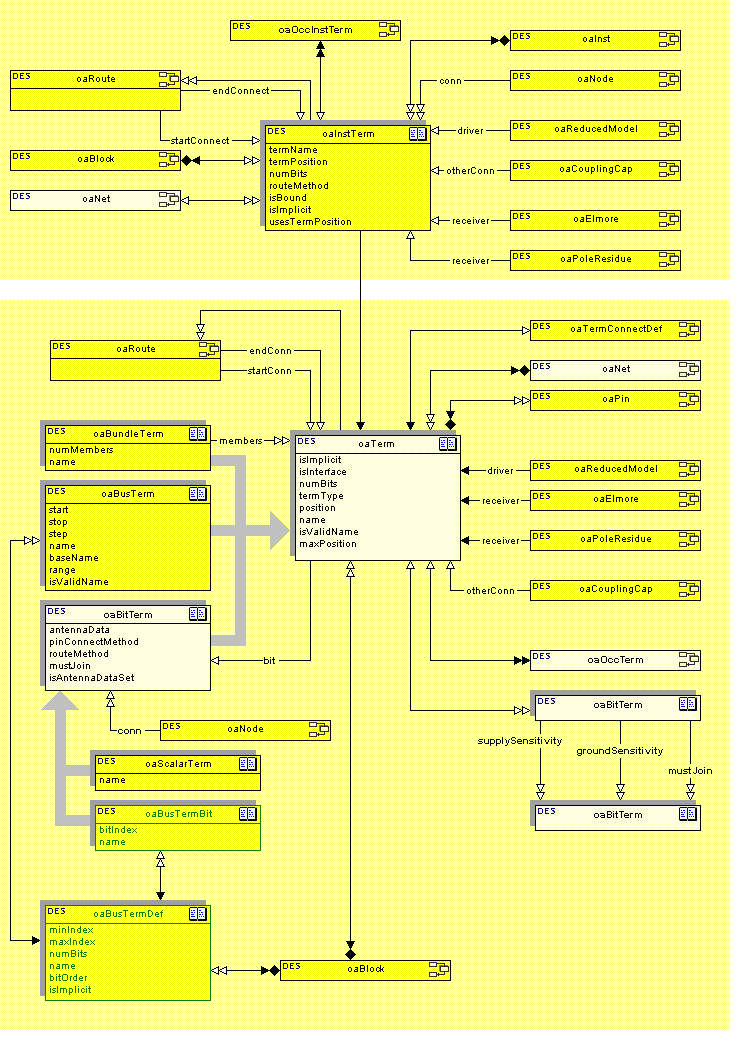 DES oaOccInstTerm
DES oaInst
DES oaRoute
endConnect
conn
DES oaNode
startConnect
DES oaInstTerm
termName
termPosition
numBits
routeMethod
isBound
isImplicit
usesTermPosition
driver
DES oaReducedModel
DES oaBlock
otherConn
DES oaCouplingCap
DES oaNet
receiver
DES oaElmore
receiver
DES oaPoleResidue
DES oaRoute
endConn
startConn
DES oaTermConnectDef
DES oaNet
DES oaPin
DES oaBundleTerm
numMembers
name
members
DES oaTerm
isImplicit
isInterface
numBits
termType
position
name
isValidName
maxPosition
driver
DES oaReducedModel
receiver
DES oaElmore
receiver
DES oaPoleResidue
otherConn
DES oaCouplingCap
DES oaBusTerm
start
stop
step
name
baseName
range
isValidName
DES oaBitTerm
antennaData
pinConnectMethod
routeMethod
mustJoin
isAntennaDataSet
bit
DES oaOccTerm
DES oaBitTerm
conn
DES oaNode
supplySensitivity
groundSensitivity
mustJoin
DES oaScalarTerm
name
DES oaBusTermBit
bitIndex
name
DES oaBitTerm
DES oaBusTermDef
minIndex
maxIndex
numBits
name
bitOrder
isImplicit
DES oaBlock